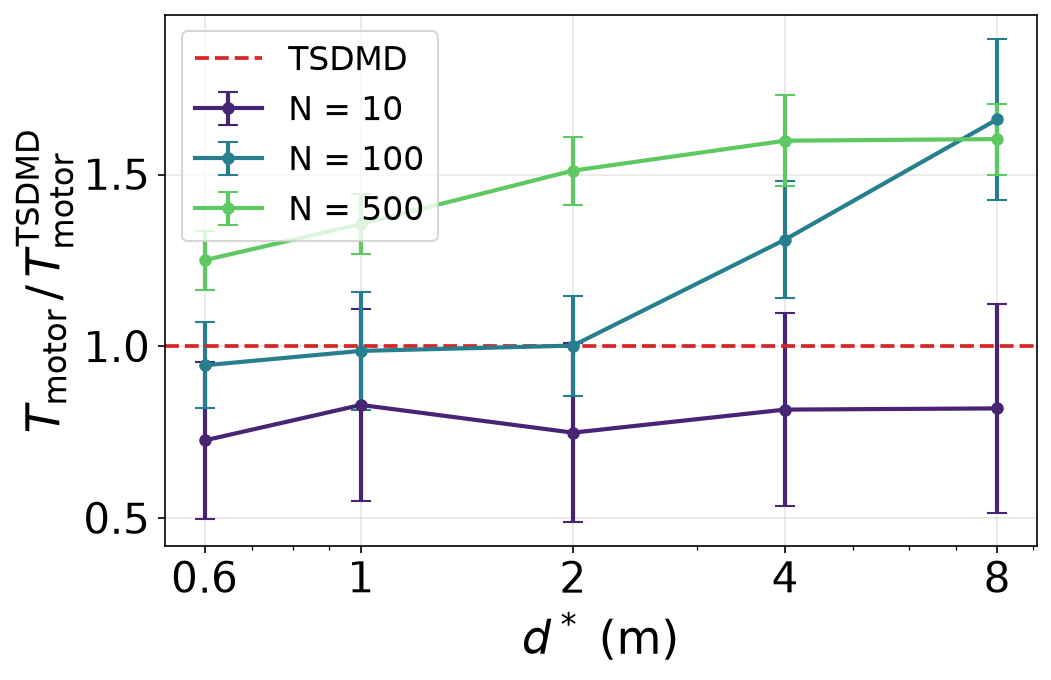 TSDMD
N = 10
N = 100
N = 500
T_motor / T_motor^TSDMD
1.5
1.0
0.5
0.6 1 2 4 8
d* (m)